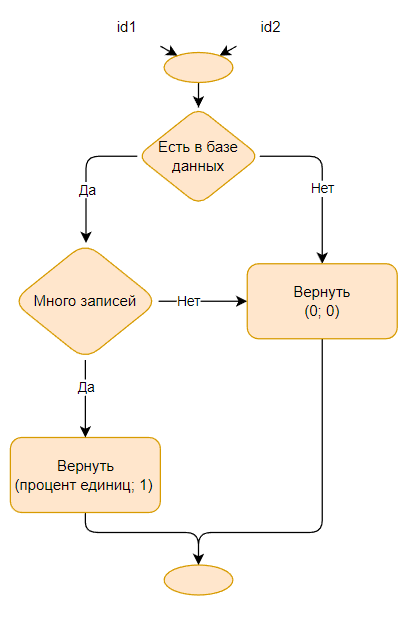 id1
id2
Есть в базе
данных
Да
Нет
Много записей
Нет
Вернуть
(0; 0)
Да
Вернуть
(процент единиц; 1)